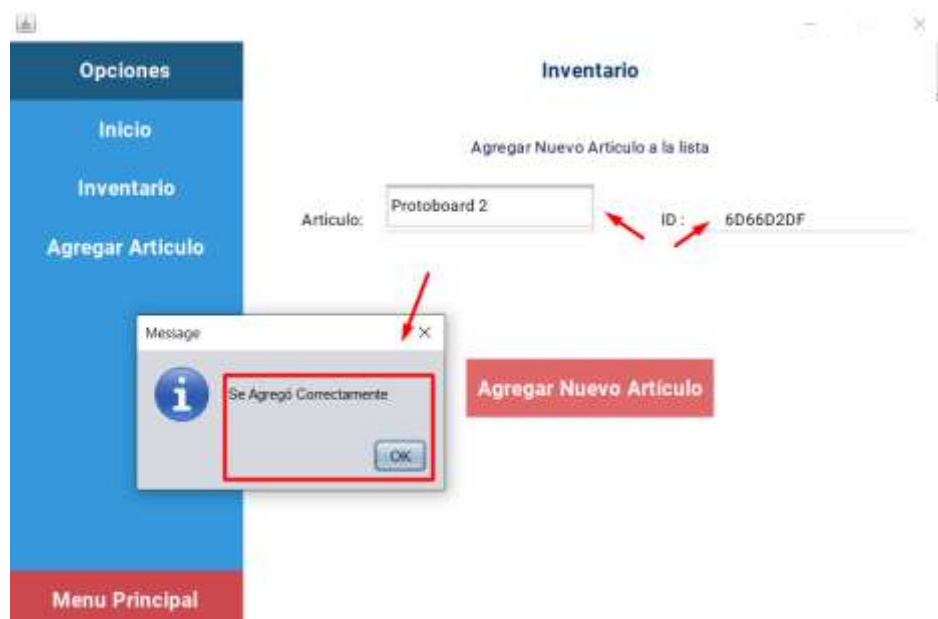 Opciones
Inicio
Inventario
Agregar Articulo
Menu Principal
Inventario
Agregar Nuevo Articulo a la lista
Articulo: Protoboard 2 ID : 6D66D2DF
Agregar Nuevo Artículo
Message
Se Agregó Correctamente
OK